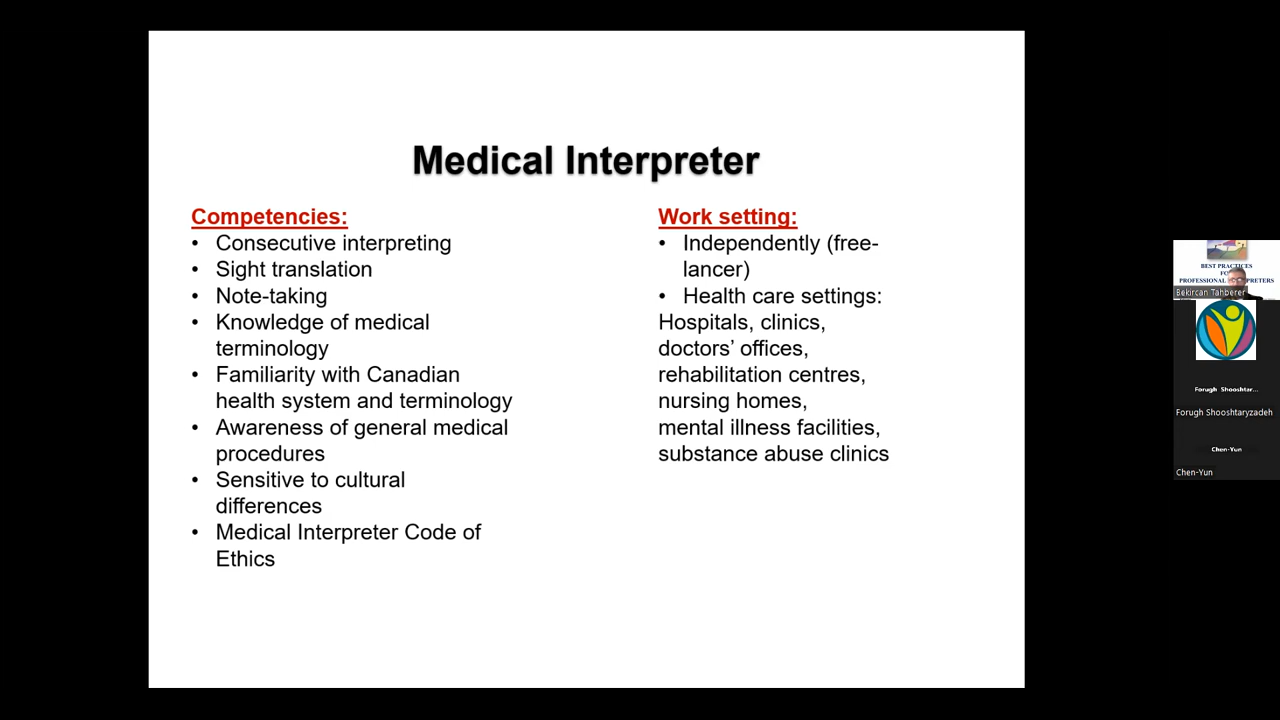 Medical Interpreter
Competencies:
• Consecutive interpreting
• Sight translation
• Note-taking
• Knowledge of medical
terminology
• Familiarity with Canadian
health system and terminology
• Awareness of general medical
procedures
• Sensitive to cultural
differences
• Medical Interpreter Code of
Ethics
Work setting:
• Independently (free-
lancer)
• Health care settings:
Hospitals, clinics,
doctors’ offices,
rehabilitation centres,
nursing homes,
mental illness facilities,
substance abuse clinics
BEST PRACTICES
PROFESSIONAL
Bekircan Tahberer
Forugh Shooshtar...
Forugh Shooshtaryzadeh
Chen-Yun
Chen-Yun